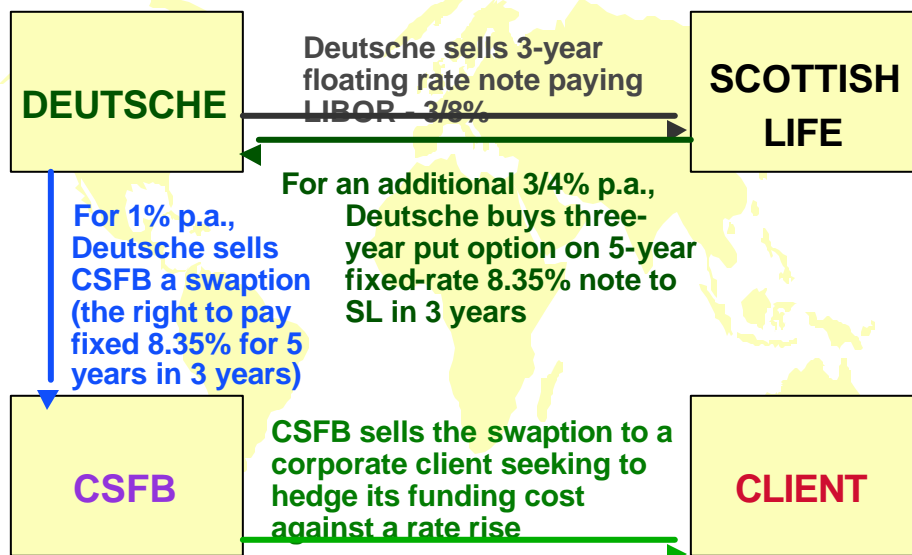 DEUTSCHE
Deutsche sells 3-year
floating rate note paying
LIBOR - 3/8%
SCOTTISH
LIFE
For an additional 3/4% p.a.,
Deutsche buys three-
year put option on 5-year
fixed-rate 8.35% note to
SL in 3 years
For 1% p.a.,
Deutsche sells
CSFB a swaption
(the right to pay
fixed 8.35% for 5
years in 3 years)
CSFB
CSFB sells the swaption to a
corporate client seeking to
hedge its funding cost
against a rate rise
CLIENT